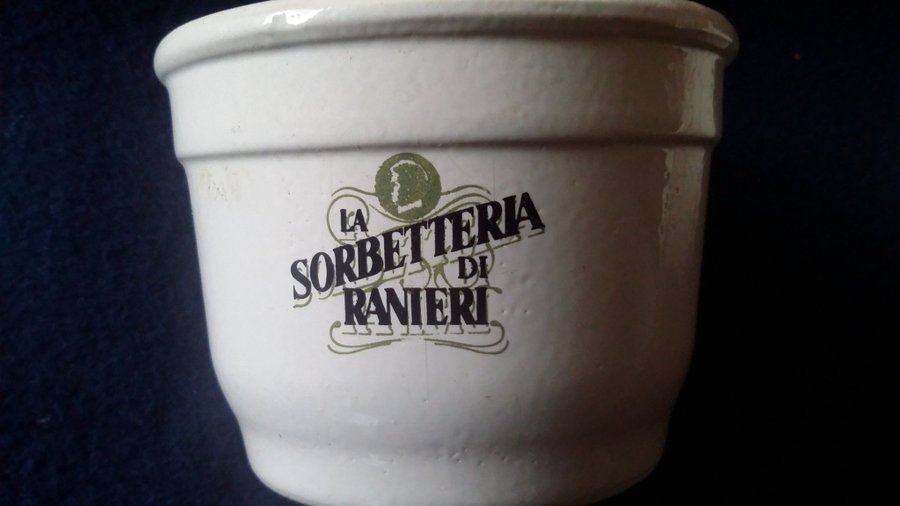 LA
SORBETTERIA
DI
RANIERI